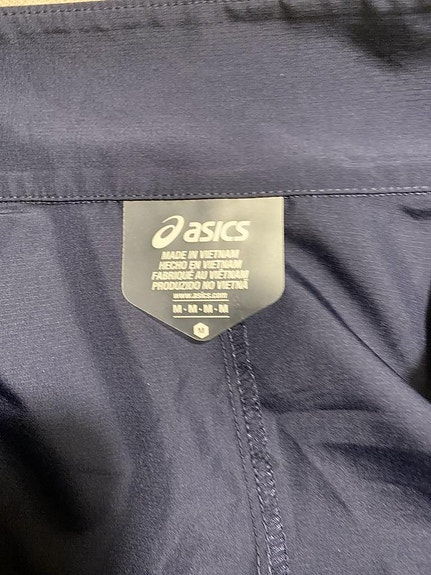 asics
MADE IN VIETNAM
HECHO EN VIETNAM
FABRIQUÉ AU VIETNAM
PRODUZIDO NO VIETNÃ
www.asics.com
M - M - M - M
M